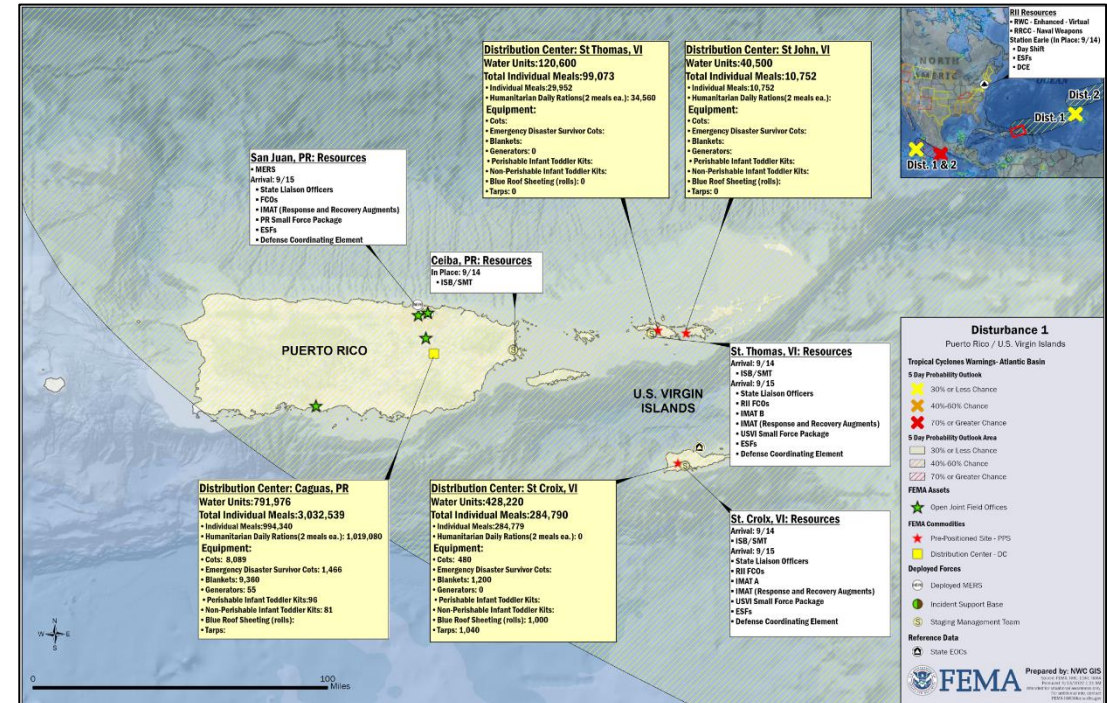 Distribution Center: St Thomas, VI
Water Units:120,600
Total Individual Meals:99,073
• Individual Meals:29,952
• Humanitarian Daily Rations(2 meals ea.): 34,560
Equipment:
• Cots:
• Emergency Disaster Survivor Cots:
• Blankets:
• Generators: 0
• Perishable Infant Toddler Kits:
• Non-Perishable Infant Toddler Kits:
• Blue Roof Sheeting (rolls): 0
• Tarps: 0
Distribution Center: St John, VI
Water Units:40,500
Total Individual Meals:10,752
• Individual Meals:10,752
• Humanitarian Daily Rations(2 meals ea.):
Equipment:
• Cots:
• Emergency Disaster Survivor Cots:
• Blankets:
• Generators:
• Perishable Infant Toddler Kits:
• Non-Perishable Infant Toddler Kits:
• Blue Roof Sheeting (rolls):
• Tarps: 0
RII Resources
• RWC - Enhanced - Virtual
• RRCC - Naval Weapons
Station Earle (In Place: 9/14)
• Day Shift
• ESFs
• DCE
NORTH
OCEAN
Dist. 2
Dist. 1
Dist. 1 & 2
San Juan, PR: Resources
• MERS
Arrival: 9/15
• State Liaison Officers
• FCOs
• IMAT (Response and Recovery Augments)
• PR Small Force Package
• ESFs
• Defense Coordinating Element
Ceiba, PR: Resources
In Place: 9/14
• ISB/SMT
PUERTO RICO
U.S. VIRGIN
ISLANDS
St. Thomas, VI: Resources
Arrival: 9/14
• ISB/SMT
Arrival: 9/15
• State Liaison Officers
• RII FCOs
• IMAT B
• IMAT (Response and Recovery Augments)
• USVI Small Force Package
• ESFs
• Defense Coordinating Element
Distribution Center: Caguas, PR
Water Units:791,976
Total Individual Meals:3,032,539
• Individual Meals:994,340
• Humanitarian Daily Rations(2 meals ea.): 1,019,080
Equipment:
• Cots: 8,089
• Emergency Disaster Survivor Cots: 1,466
• Blankets: 9,360
• Generators: 55
• Perishable Infant Toddler Kits:96
• Non-Perishable Infant Toddler Kits: 81
• Blue Roof Sheeting (rolls):
• Tarps:
Distribution Center: St Croix, VI
Water Units:428,220
Total Individual Meals:284,790
• Individual Meals:284,779
• Humanitarian Daily Rations(2 meals ea.): 0
Equipment:
• Cots: 480
• Emergency Disaster Survivor Cots:
• Blankets: 1,200
• Generators: 0
• Perishable Infant Toddler Kits:
• Non-Perishable Infant Toddler Kits:
• Blue Roof Sheeting (rolls): 1,000
• Tarps: 1,040
St. Croix, VI: Resources
Arrival: 9/14
• ISB/SMT
Arrival: 9/15
• State Liaison Officers
• RII FCOs
• IMAT A
• IMAT (Response and Recovery Augments)
• USVI Small Force Package
• ESFs
• Defense Coordinating Element
Disturbance 1
Puerto Rico / U.S. Virgin Islands
Tropical Cyclones Warnings- Atlantic Basin
5 Day Probability Outlook
30% or Less Chance
40%-60% Chance
70% or Greater Chance
5 Day Probability Outlook Area
30% or Less Chance
40%-60% Chance
70% or Greater Chance
FEMA Assets
Open Joint Field Offices
FEMA Commodities
Pre-Positioned Site - PPS
Distribution Center - DC
Deployed Forces
Deployed MERS
Incident Support Base
Staging Management Team
Reference Data
State EOCs
FEMA
Prepared by: NWC GIS
N
W E
S
0 100
Miles